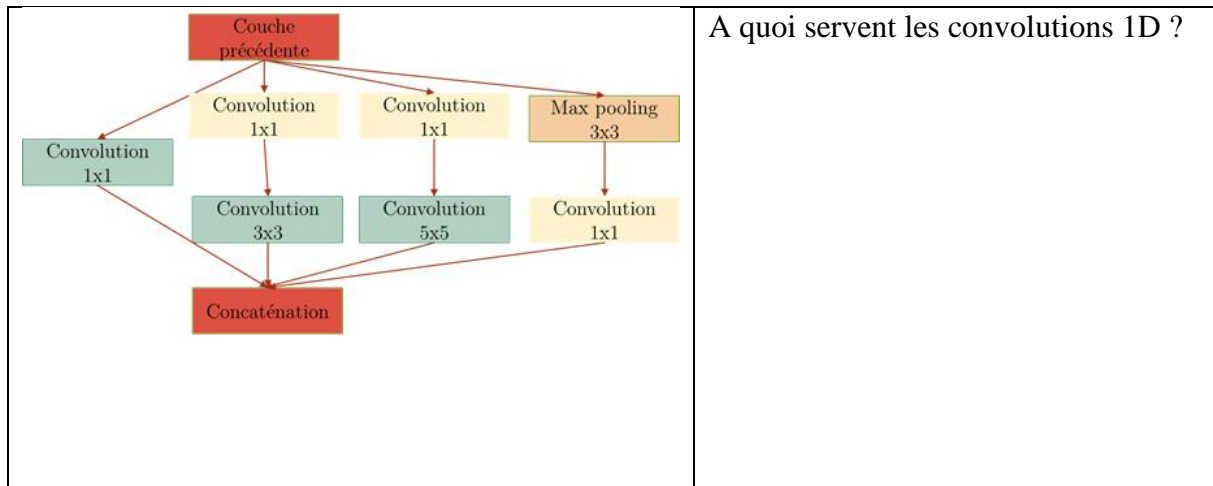 Couche
précédente
Convolution
1x1
Convolution
1x1
Max pooling
3x3
Convolution
1x1
Convolution
3x3
Convolution
5x5
Convolution
1x1
Concaténation
A quoi servent les convolutions 1D ?